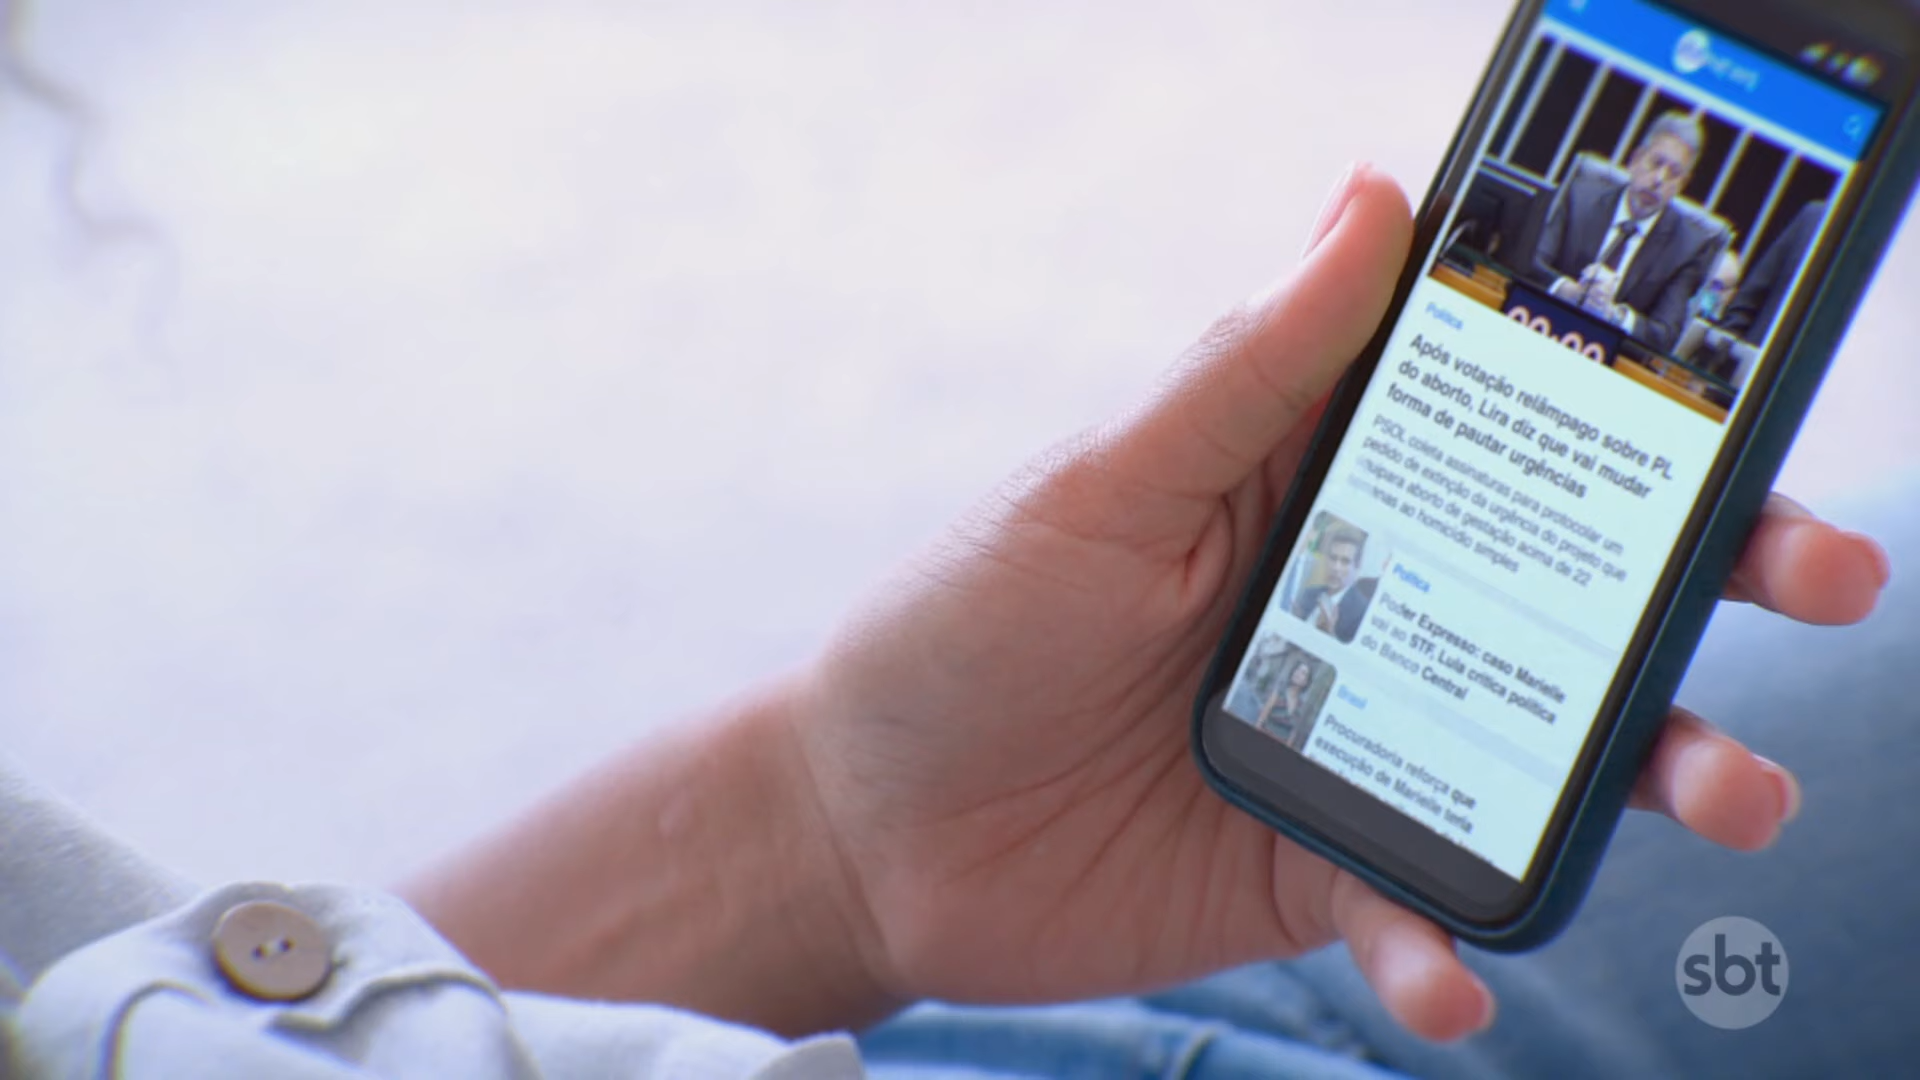 news
00:00
Política
Após votação relâmpago sobre PL
do aborto, Lira diz que vai mudar
forma de pautar urgências
PSOL coleta assinaturas para protocolar um
pedido de extinção da urgência do projeto que
equipara aborto de gestação acima de 22
ao homicídio simples
Política
Poder Expresso: caso Marielle
vai ao STF, Lula critica política
do Banco Central
Brasil
Procuradoria reforça que
execução de Marielle teria
sbt